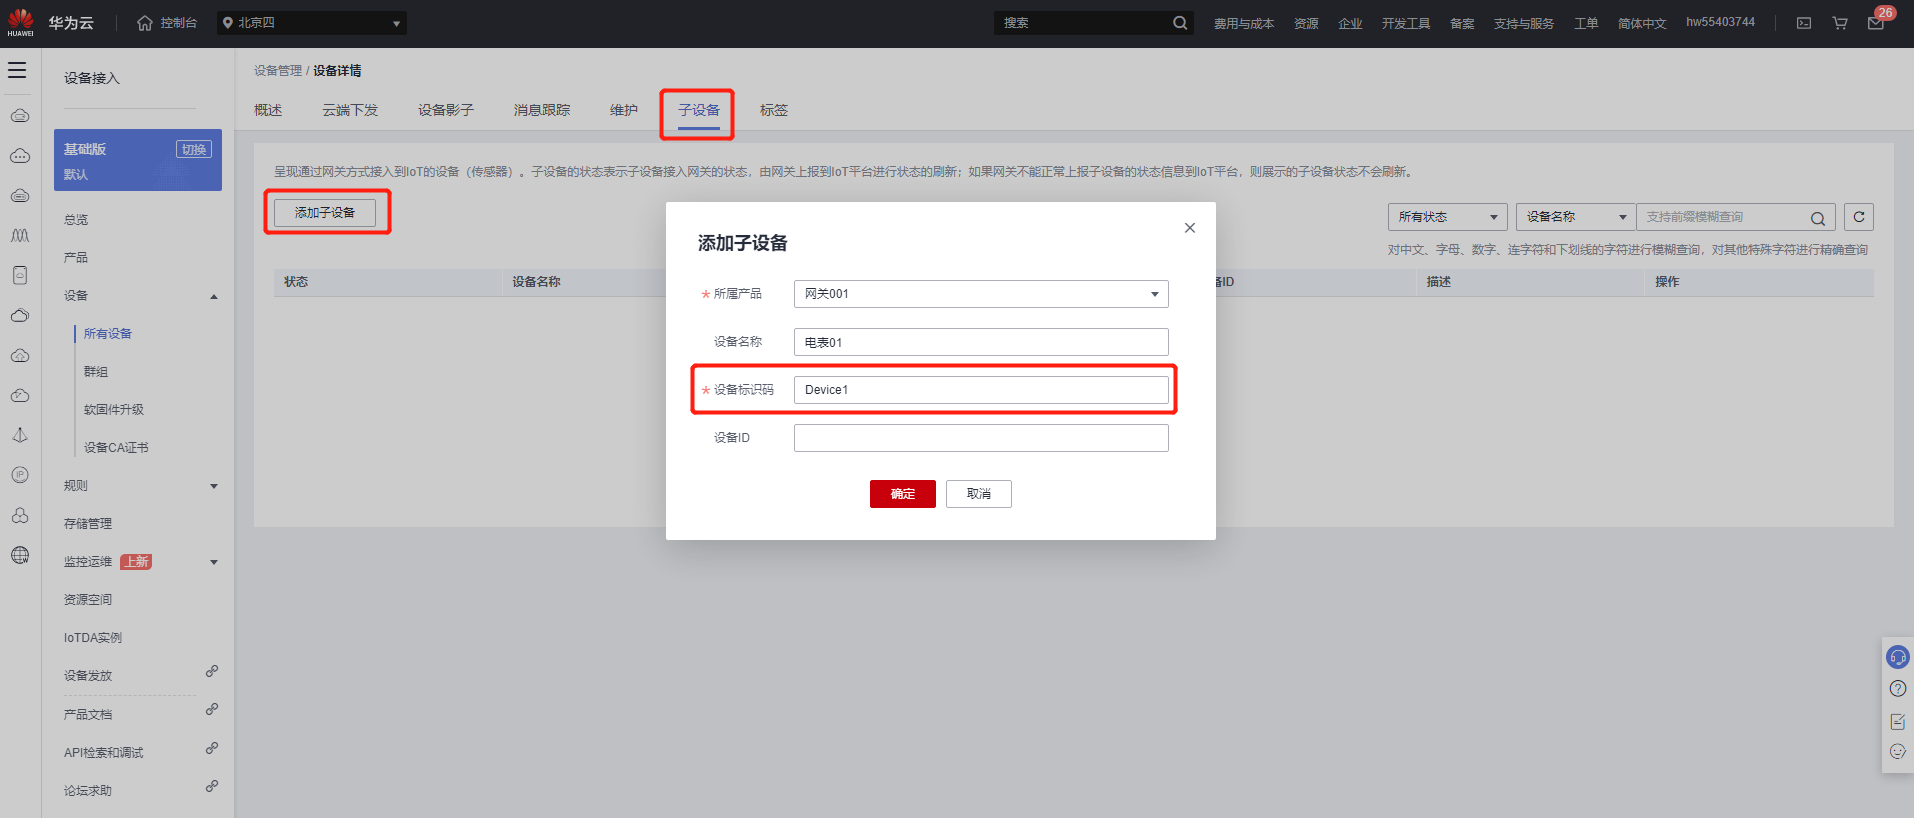 HUAWEI
华为云
控制台
北京四
搜索
费用与成本
资源
企业
开发工具
备案
支持与服务
工单
简体中文
hw55403744
26
设备接入
基础版
切换
默认
总览
产品
设备
所有设备
群组
软固件升级
设备CA证书
规则
存储管理
监控运维
上新
资源空间
IoTDA实例
设备发放
产品文档
API检索和调试
论坛求助
设备管理 / 设备详情
概述
云端下发
设备影子
消息跟踪
维护
子设备
标签
呈现通过网关方式接入到IoT的设备（传感器）。子设备的状态表示子设备接入网关的状态，由网关上报到IoT平台进行状态的刷新；如果网关不能正常上报子设备的状态信息到IoT平台，则展示的子设备状态不会刷新。
添加子设备
所有状态
设备名称
支持前缀模糊查询
对中文、字母、数字、连字符和下划线的字符进行模糊查询，对其他特殊字符进行精确查询
状态
设备名称
备ID
描述
操作
添加子设备
* 所属产品
网关001
设备名称
电表01
* 设备标识码
Device1
设备ID
确定
取消